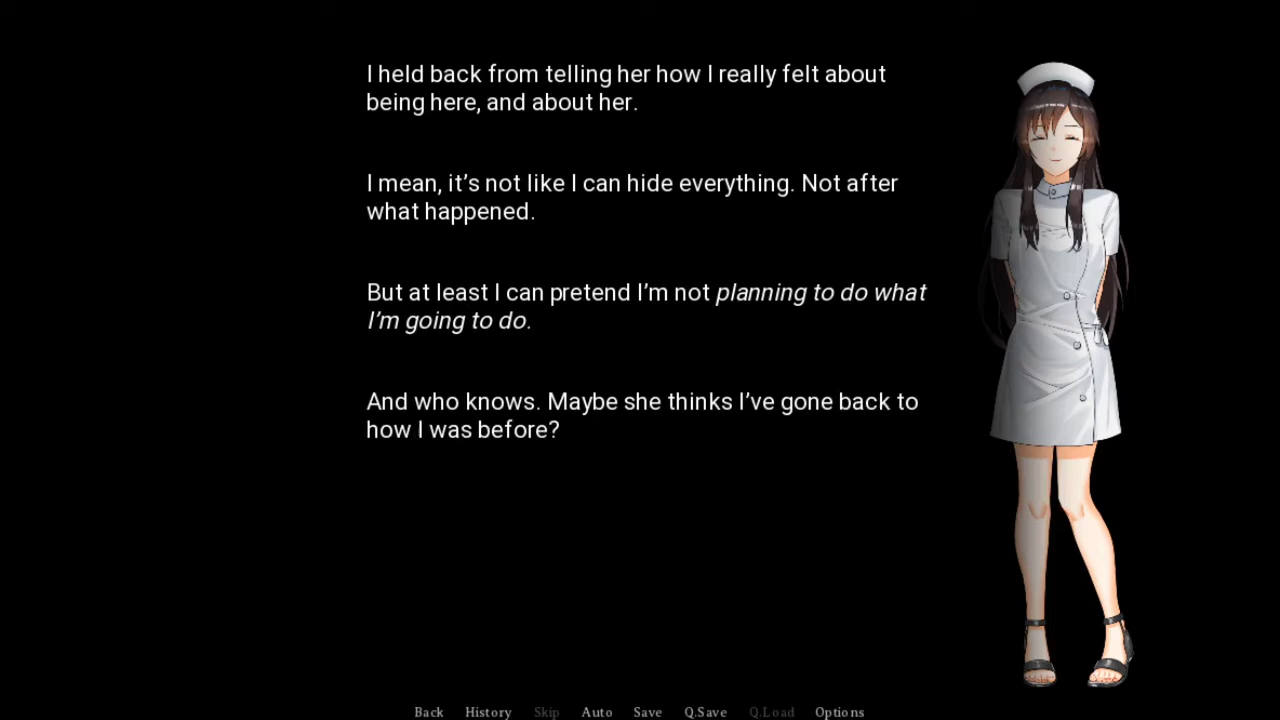 I held back from telling her how I really felt about
being here, and about her.
I mean, it’s not like I can hide everything. Not after
what happened.
But at least I can pretend I’m not planning to do what
I’m going to do.
And who knows. Maybe she thinks I’ve gone back to
how I was before?
Back History Skip Auto Save Q.Save Q.Load Options